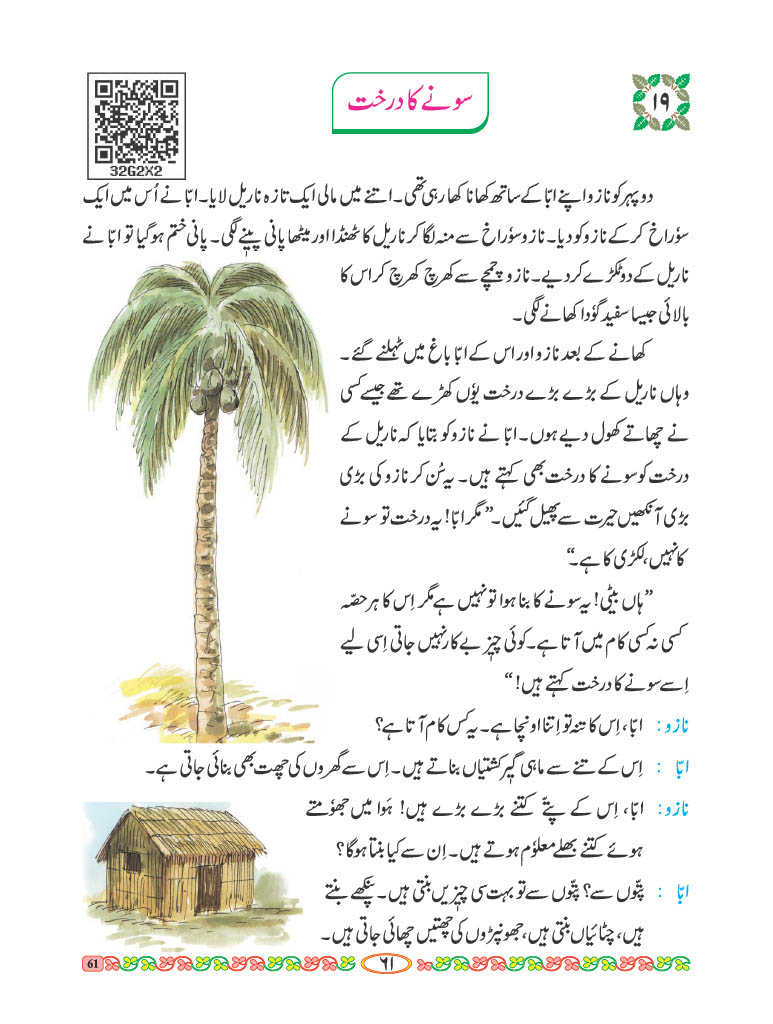 ۱۹
سونے کا درخت
32G2X2
دوپہر کو نازو اپنے ابّا کے ساتھ کھانا کھا رہی تھی۔ اتنے میں مالی ایک تازہ ناریل لایا۔ ابّا نے اُس میں ایک
سوٗراخ کرکے نازو کو دیا۔ نازو سوٗراخ سے منہ لگا کر ناریل کا ٹھنڈا اور میٹھا پانی پینے لگی۔ پانی ختم ہو گیا تو ابّا نے
ناریل کے دو ٹکڑے کر دیے۔ نازو چمچے سے کھرچ کھرچ کر اس کا
بالائی جیسا سفید گوٗدا کھانے لگی۔
کھانے کے بعد نازو اور اس کے ابّا باغ میں ٹہلنے گئے۔
وہاں ناریل کے بڑے بڑے درخت یوٗں کھڑے تھے جیسے کسی
نے چھاتے کھول دیے ہوں۔ ابّا نے نازو کو بتایا کہ ناریل کے
درخت کو سونے کا درخت بھی کہتے ہیں۔ یہ سُن کر نازو کی بڑی
بڑی آنکھیں حیرت سے پھیل گئیں۔ ”مگر ابّا! یہ درخت تو سونے
کا نہیں، لکڑی کا ہے۔“
”ہاں بیٹی! یہ سونے کا بنا ہوا تو نہیں ہے مگر اِس کا ہر حصّہ
کسی نہ کسی کام میں آتا ہے۔ کوئی چیز بے کار نہیں جاتی اِسی لیے
اِسے سونے کا درخت کہتے ہیں!“
نازو : ابّا، اِس کا تنہ تو اِتنا اونچا ہے۔ یہ کس کام آتا ہے؟
ابّا : اِس کے تنے سے ماہی گیر کشتیاں بناتے ہیں۔ اِس سے گھروں کی چھت بھی بنائی جاتی ہے۔
نازو : ابّا، اِس کے پتّے کتنے بڑے بڑے ہیں! ہَوا میں جھوٗمتے
ہوئے کتنے بھلے معلوٗم ہوتے ہیں۔ اِن سے کیا بنتا ہوگا؟
ابّا : پتّوں سے؟ پتّوں سے تو بہت سی چیزیں بنتی ہیں۔ پنکھے بنتے
ہیں، چٹائیاں بنتی ہیں، جھونپڑوں کی چھتیں چھائی جاتی ہیں۔
۶۱
61